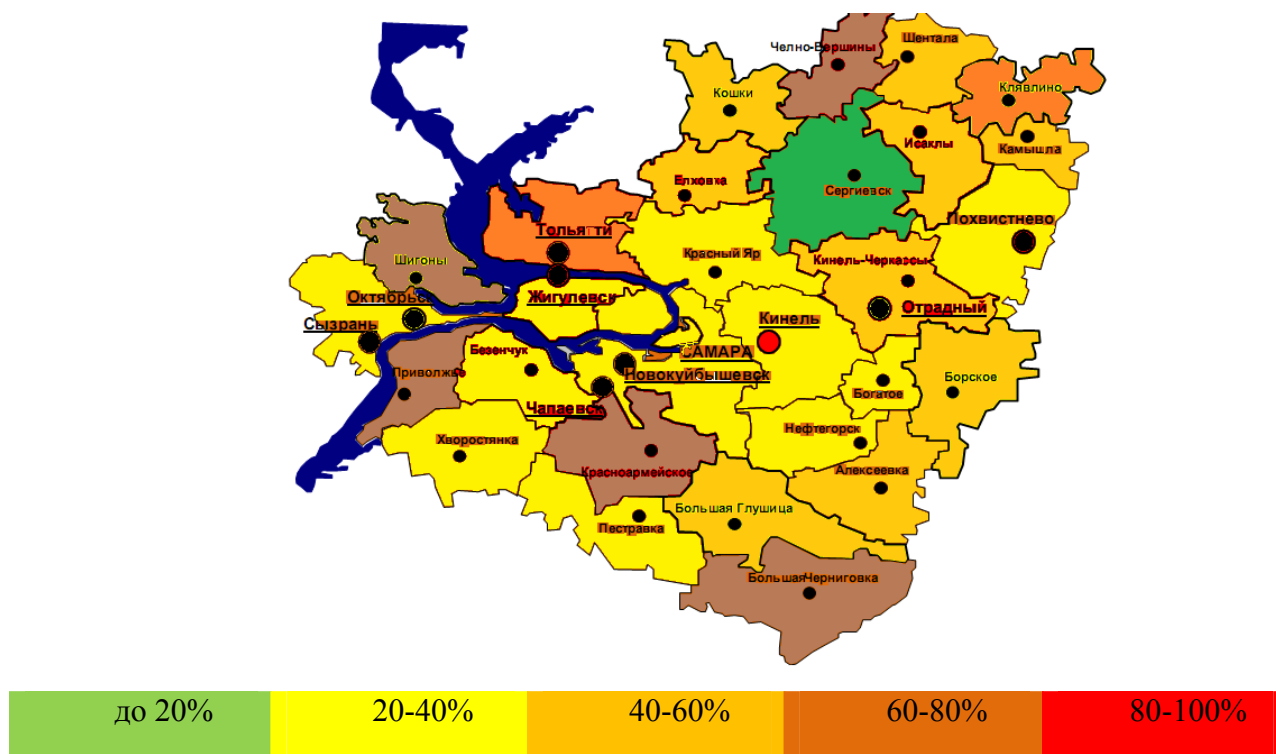 Челно-Вершины
Шентала
Кошки
Клявлино
Исаклы
Камышла
Елховка
Сергиевск
Похвистнево
Тольятти
Красный Яр
Кинель-Черкассы
Шигоны
Октябрьск
Жигулевск
Отрадный
Сызрань
Кинель
Безенчук
САМАРА
Приволжье
Новокуйбышевск
Борское
Богатое
Чапаевск
Хворостянка
Нефтегорск
Красноармейское
Алексеевка
Большая Глушица
Пестравка
Большая Черниговка
до 20% 20-40% 40-60% 60-80% 80-100%